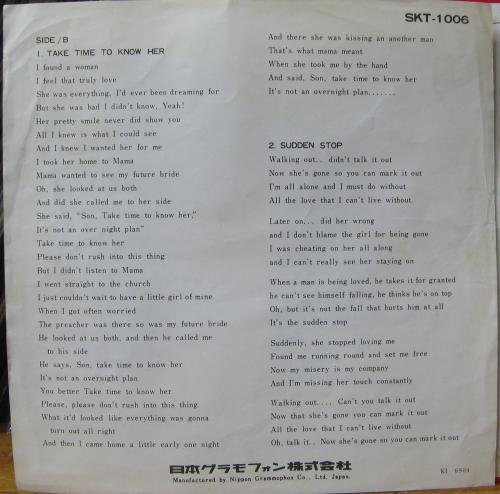 SKT-1006
SIDE/B
1. TAKE TIME TO KNOW HER
I found a woman
I feel that truly love
She was everything, I'd ever been dreaming for
But she was bad I didn't know, Yeah!
Her pretty smile never did show you
All I knew is what I could see
And I knew I wanted her for me
I took her home to Mama
Mama wanted to see my future bride
Oh, she looked at us both
And did she called me to her side
She said, "Son, Take time to know her,"
It's not an over night plan"
Take time to know her
Please don't rush into this thing
But I didn't listen to Mama
I went straight to the church
I just couldn't wait to have a little girl of mine
When I got often worried
The preacher was there so was my future bride
He looked at us both, and then he called me
to his side
He says, Son, take time to know her
It's not an overnight plan
You better Take time to know her
Please, please don't rush into this thing
What it'd looked like everything was gonna
turn out all right
And then I came home a little early one night
And there she was kissing an another man
That's what mama meant
When she took me by the hand
And said, Son, take time to know her
It's not an overnight plan.......
2. SUDDEN STOP
Walking out.. didn't talk it out
Now she's gone so you can mark it out
I'm all alone and I must do without
All the love that I can't live without
Later on... did her wrong
and I don't blame the girl for being gone
I was cheating on her all along
and I can't really see her staying on
When a man is being loved, he takes it for granted
he can't see himself falling, he thinks he's on top
Oh, but it's not the fall that hurts him at all
It's the sudden stop
Suddenly, she stopped loving me
Found me running round and set me free
Now my misery is my company
And I'm missing her touch constantly
Walking out.... Can't you talk it out
Now that she's gone you can mark it out
All the love that I can't live without
Oh, talk it.. Now she's gone so you can mark it out
日本グラモフォン株式会社
Manufactured by Nippon Grammophon Co., Ltd. Japan.
KI 6804